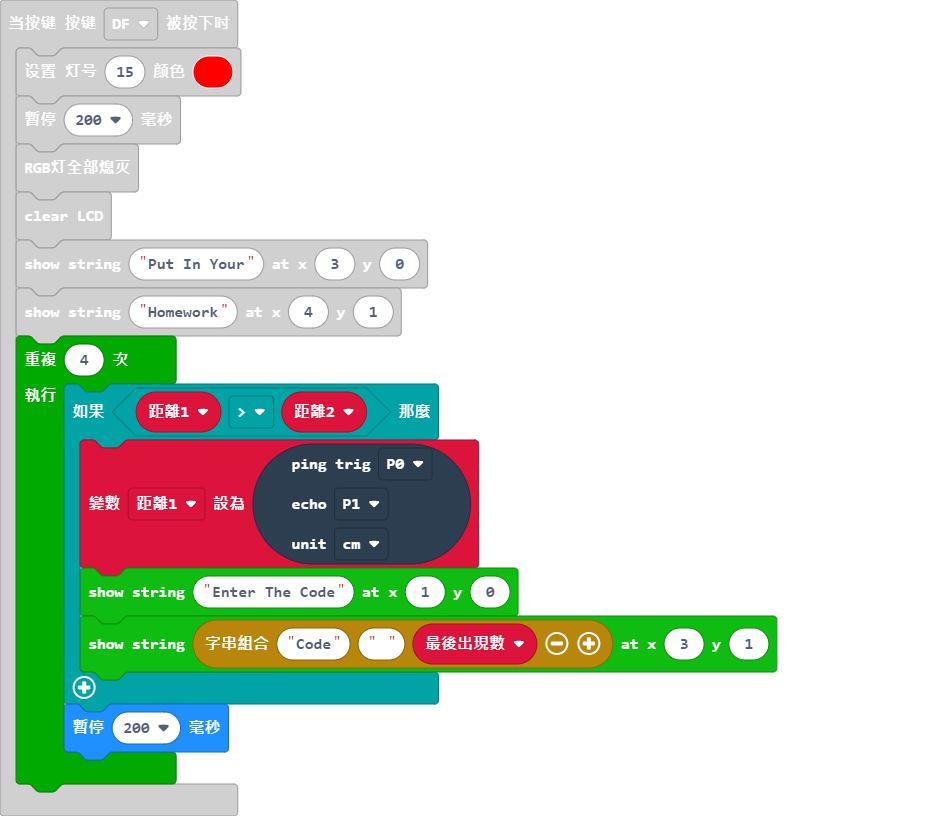 当按键 按键 DF 被按下时
设置 灯号 15 颜色
暫停 200 毫秒
RGB灯全部熄灭
clear LCD
show string "Put In Your" at x 3 y 0
show string "Homework" at x 4 y 1
重複 4 次
執行
如果 距離1 > 距離2 那麼
變數 距離1 設為 ping trig P0
echo P1
unit cm
show string "Enter The Code" at x 1 y 0
show string 字串組合 "Code" " " 最後出現數 at x 3 y 1
暫停 200 毫秒